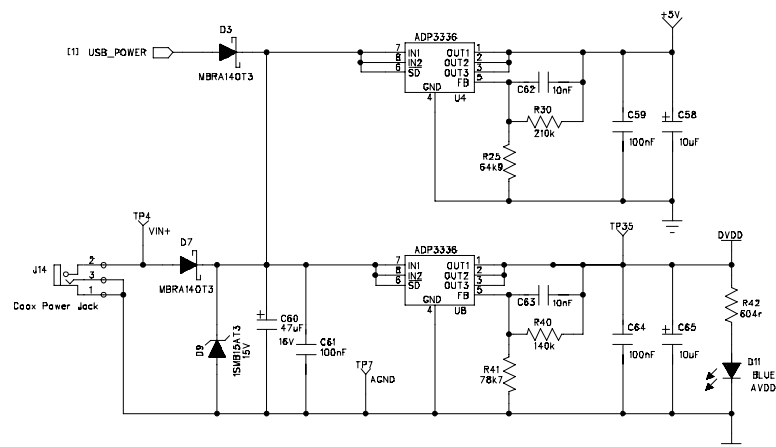 +5V
D3
[1] USB_POWER
MBRA140T3
ADP3336
7 IN1 OUT1 1
8 IN2 OUT2 2
6 SD OUT3 3
FB 5
GND
4
U4
C62 10nF
R30
210k
R25
64k9
C59
100nF
C58
10uF
TP4
VIN+
J14
2
3
1
Coax Power Jack
D7
MBRA140T3
D9
1SMB15AT3
15V
C60
47uF
16V
C61
100nF
TP7
AGND
ADP3336
7 IN1 OUT1 1
8 IN2 OUT2 2
6 SD OUT3 3
FB 5
GND
4
U8
C63 10nF
R40
140k
R41
78k7
TP35
C64
100nF
C65
10uF
DVDD
R42
604r
D11
BLUE
AVDD